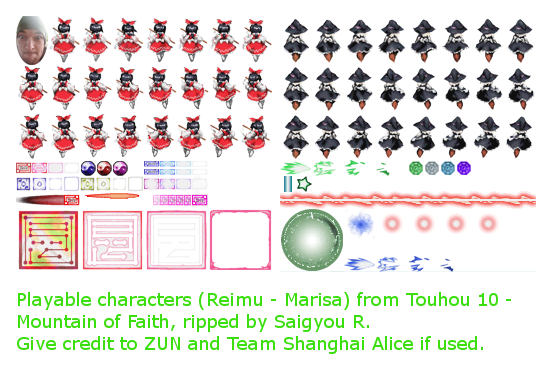 Playable characters (Reimu - Marisa) from Touhou 10 -
Mountain of Faith, ripped by Saigyou R.
Give credit to ZUN and Team Shanghai Alice if used.